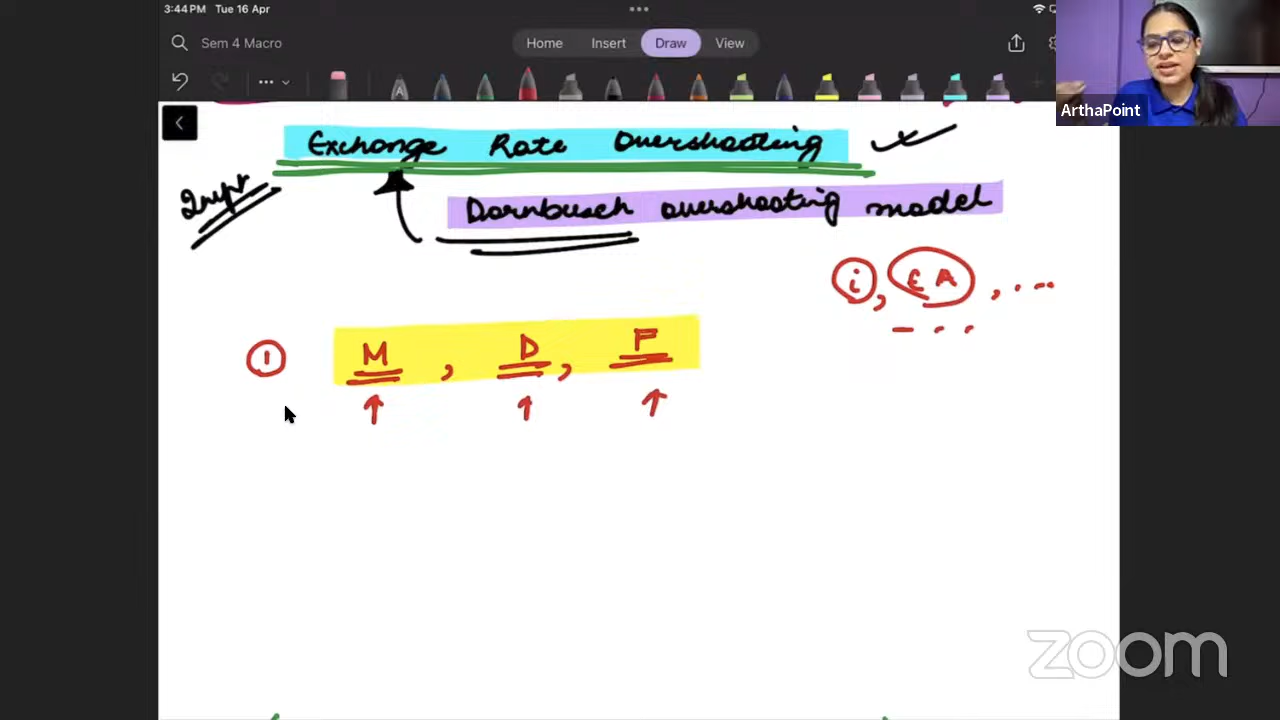 3:44 PM Tue 16 Apr
Sem 4 Macro
Home Insert Draw View
A
ArthaPoint
Exchange Rate Overshooting
Impt
Dornbusch overshooting model
i, EA, ...
- ..
① M, D, F
zoom